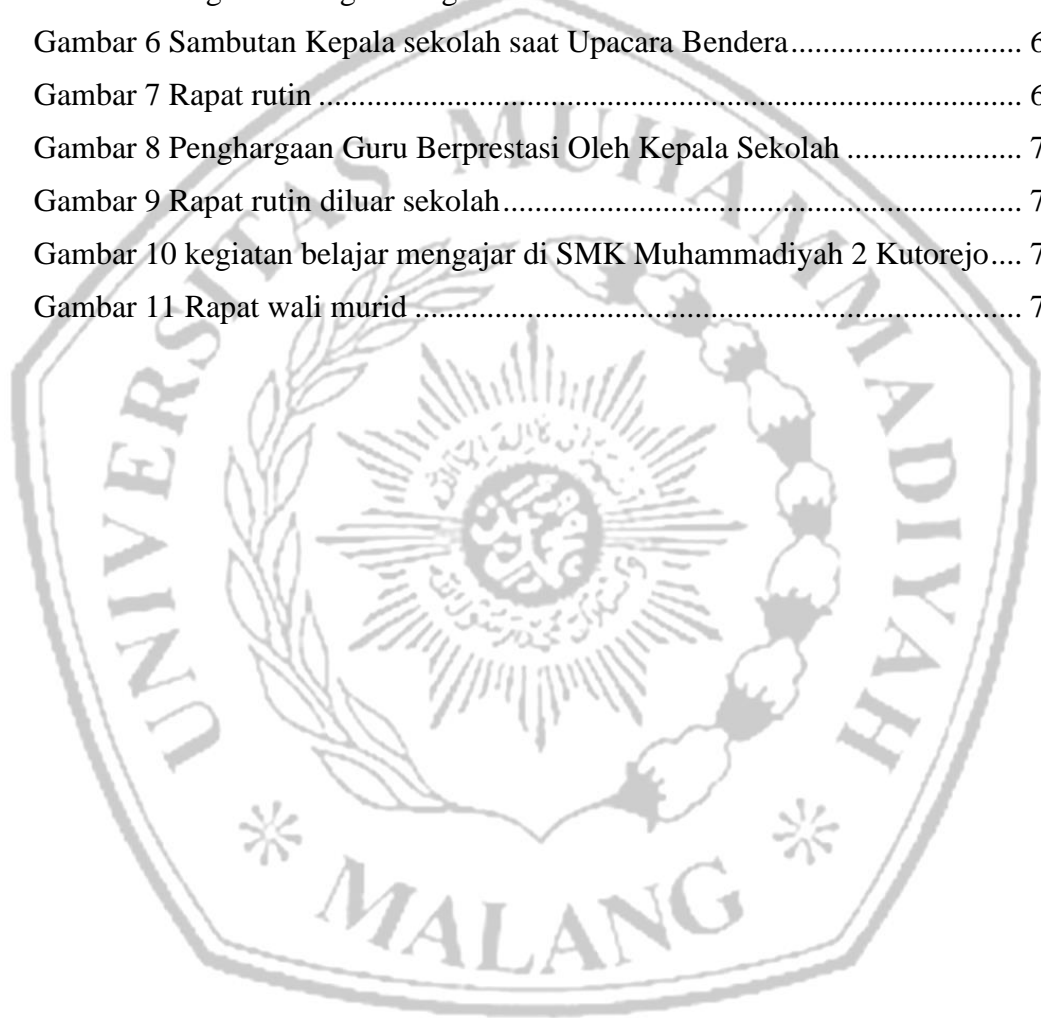 Gambar 6 Sambutan Kepala sekolah saat Upacara Bendera.......................... 6
Gambar 7 Rapat rutin............................................................................. 6
Gambar 8 Penghargaan Guru Berprestasi Oleh Kepala Sekolah ..................... 7
Gambar 9 Rapat rutin diluar sekolah......................................................... 7
Gambar 10 kegiatan belajar mengajar di SMK Muhammadiyah 2 Kutorejo.... 7
Gambar 11 Rapat wali murid ................................................................... 7
UNIVERSITAS MUHAMMADIYAH
MALANG